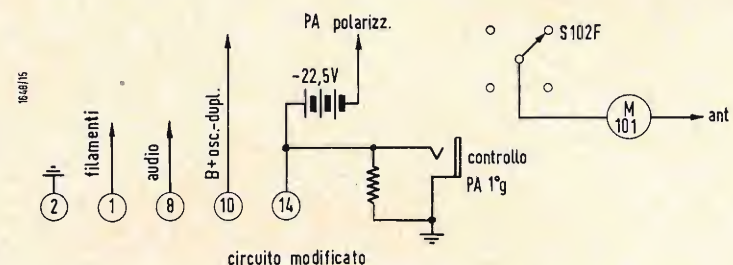 PA polarizz.
S102F
-22,5V
1648/15
filamenti
audio
B+osc.-dupl.
M
101
ant
controllo
PA 1°g
2
1
8
10
14
circuito modificato